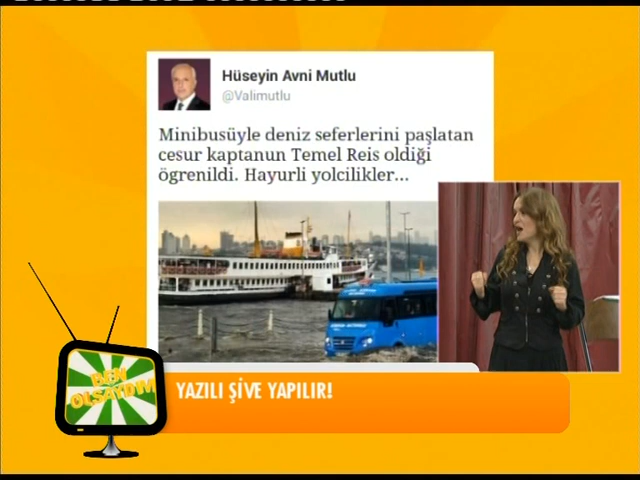 Hüseyin Avni Mutlu
@Valimutlu
Minibusüyle deniz seferlerini paşlatan
cesur kaptanun Temel Reis oldiği
ögrenildi. Hayurli yolcilikler...
BEN
OLSAYDIM
YAZILI ŞİVE YAPILIR!